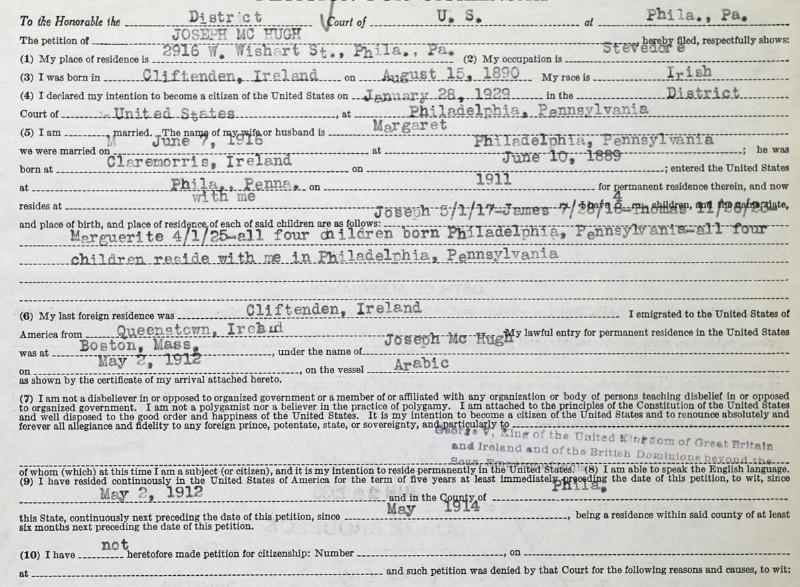 To the Honorable the District Court of U. S. at Phila., Pa.
The petition of JOSEPH MC HUGH hereby filed, respectfully shows:
(1) My place of residence is 2916 W. Wishart St., Phila., Pa. (2) My occupation is Stevedore
(3) I was born in Cliftenden, Ireland on August 15, 1890 My race is Irish
(4) I declared my intention to become a citizen of the United States on January 28, 1929 in the District
Court of United States, at Philadelphia, Pennsylvania
(5) I am married. The name of my wife or husband is Margaret
we were married on June 7, 1916 at Philadelphia, Pennsylvania; he was
born at Claremorris, Ireland on June 10, 1889; entered the United States
at Phila., Penna. on 1911 for permanent residence therein, and now
resides at with me 4 children, and the name, date,
and place of birth, and place of residence of each of said children are as follows: Joseph 5/1/17-James Thomas
Marguerite 4/1/25-all four children born Philadelphia, Pennsylvania-all four
children reside with me in Philadelphia, Pennsylvania
(6) My last foreign residence was Cliftenden, Ireland I emigrated to the United States of
America from Queenstown, My lawful entry for permanent residence in the United States
was at Boston, Mass., under the name of Joseph Mc Hugh
on May 2, 1912, on the vessel Arabic
as shown by the certificate of my arrival attached hereto.
(7) I am not a disbeliever in or opposed to organized government or a member of or affiliated with any organization or body of persons teaching disbelief in or opposed
to organized government. I am not a polygamist nor a believer in the practice of polygamy. I am attached to the principles of the Constitution of the United States
and well disposed to the good order and happiness of the United States. It is my intention to become a citizen of the United States and to renounce absolutely and
forever all allegiance and fidelity to any foreign prince, potentate, state, or sovereignty, and particularly to
George V, King of the United Kingdom of Great Britain
and Ireland and of the British Dominions beyond the
of whom (which) at this time I am a subject (or citizen), and it is my intention to reside permanently in the United States. (8) I am able to speak the English language.
(9) I have resided continuously in the United States of America for the term of five years at least immediately preceding the date of this petition, to wit, since
May 2, 1912 and in the County of Phila.
this State, continuously next preceding the date of this petition, since May 1914, being a residence within said county of at least
six months next preceding the date of this petition.
(10) I have not heretofore made petition for citizenship: Number , on
at and such petition was denied by that Court for the following reasons and causes, to wit: